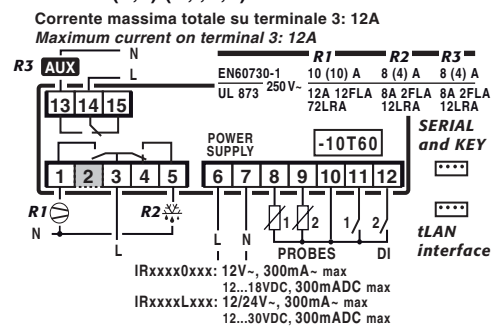 Corrente massima totale su terminale 3: 12A
Maximum current on terminal 3: 12A
R3 AUX N L
R1 R2 R3
EN60730-1 250 V~ 10 (10) A 8 (4) A 8 (4) A
UL 873 12A 12FLA 8A 2FLA 8A 2FLA
72LRA 12LRA 12LRA
13 14 15
SERIAL
and KEY
POWER
SUPPLY
-10T60
1 2 3 4 5 6 7 8 9 10 11 12
R1 R2 1 2 1 2
N L L N
tLAN
interface
PROBES DI
IRxxxx0xxx: 12V~, 300mA~ max
12...18VDC, 300mADC max
IRxxxxLxxx: 12/24V~, 300mA~ max
12...30VDC, 300mADC max